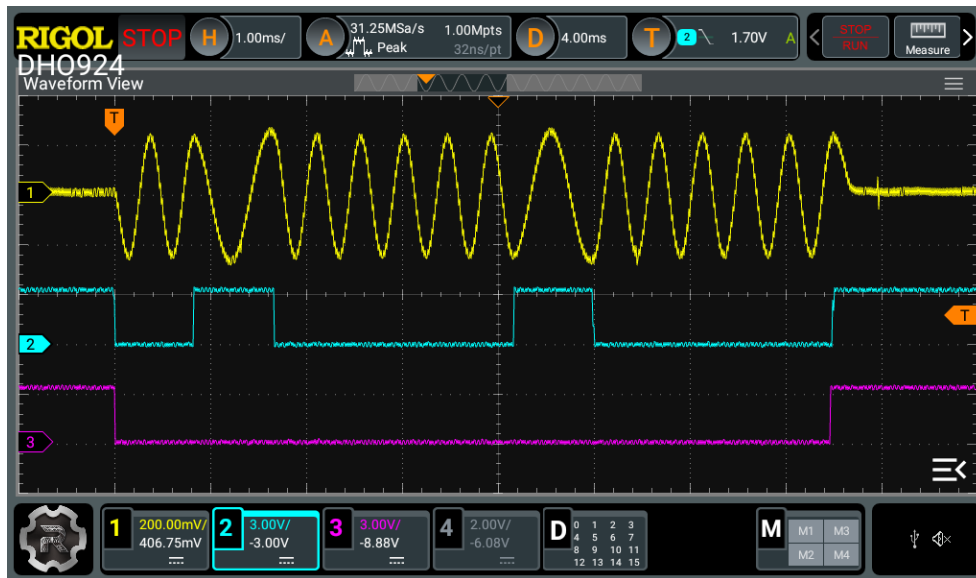 RIGOL STOP H 1.00ms/ A 31.25MSa/s 1.00Mpts D 4.00ms T 2 1.70V A < STOP >
Peak 32ns/pt RUN Measure
DHO924
Waveform View
T
1
T
2
3
1 200.00mV/ 2 3.00V/ 3 3.00V/ 4 2.00V/ D 0 1 2 3 M M1 M3
406.75mV -3.00V -8.88V -6.08V 4 5 6 7
8 9 10 11 M2 M4
12 13 14 15
R